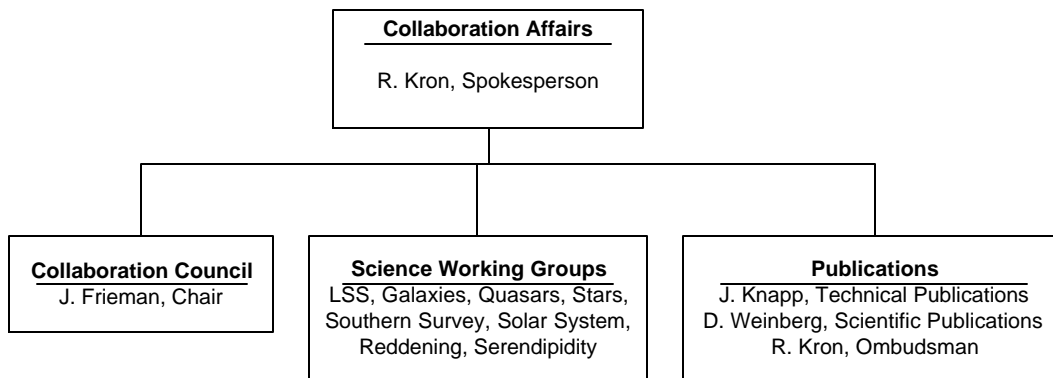 Collaboration Affairs
R. Kron, Spokesperson
Collaboration Council
J. Frieman, Chair
Science Working Groups
LSS, Galaxies, Quasars, Stars,
Southern Survey, Solar System,
Reddening, Serendipidity
Publications
J. Knapp, Technical Publications
D. Weinberg, Scientific Publications
R. Kron, Ombudsman